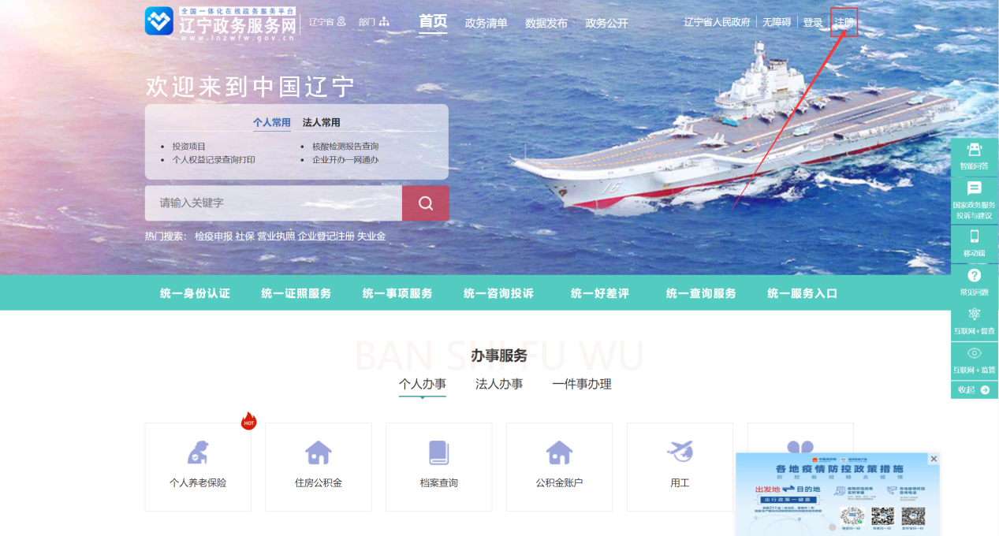 全国一体化在线政务服务平台
辽宁政务服务网
www.lnzwfw.gov.cn
辽宁省
部门
首页
政务清单
数据发布
政务公开
辽宁省人民政府
无障碍
登录
注册
欢迎来到中国辽宁
个人常用
法人常用
投资项目
核酸检测报告查询
个人权益记录查询打印
企业开办一网通办
请输入关键字
热门搜索: 检疫申报 社保 营业执照 企业登记注册 失业金
16
智能问答
国家政务服务
投诉与建议
移动端
常见问题
互联网+督查
互联网+监管
收起
统一身份认证
统一证照服务
统一事项服务
统一咨询投诉
统一好差评
统一查询服务
统一服务入口
BAN SHI FU WU
办事服务
个人办事
法人办事
一件事办理
HOT
个人养老保险
住房公积金
档案查询
公积金账户
用工
各地疫情防控政策措施
防控新冠肺炎疫情
出发地
目的地
出行政策一键查